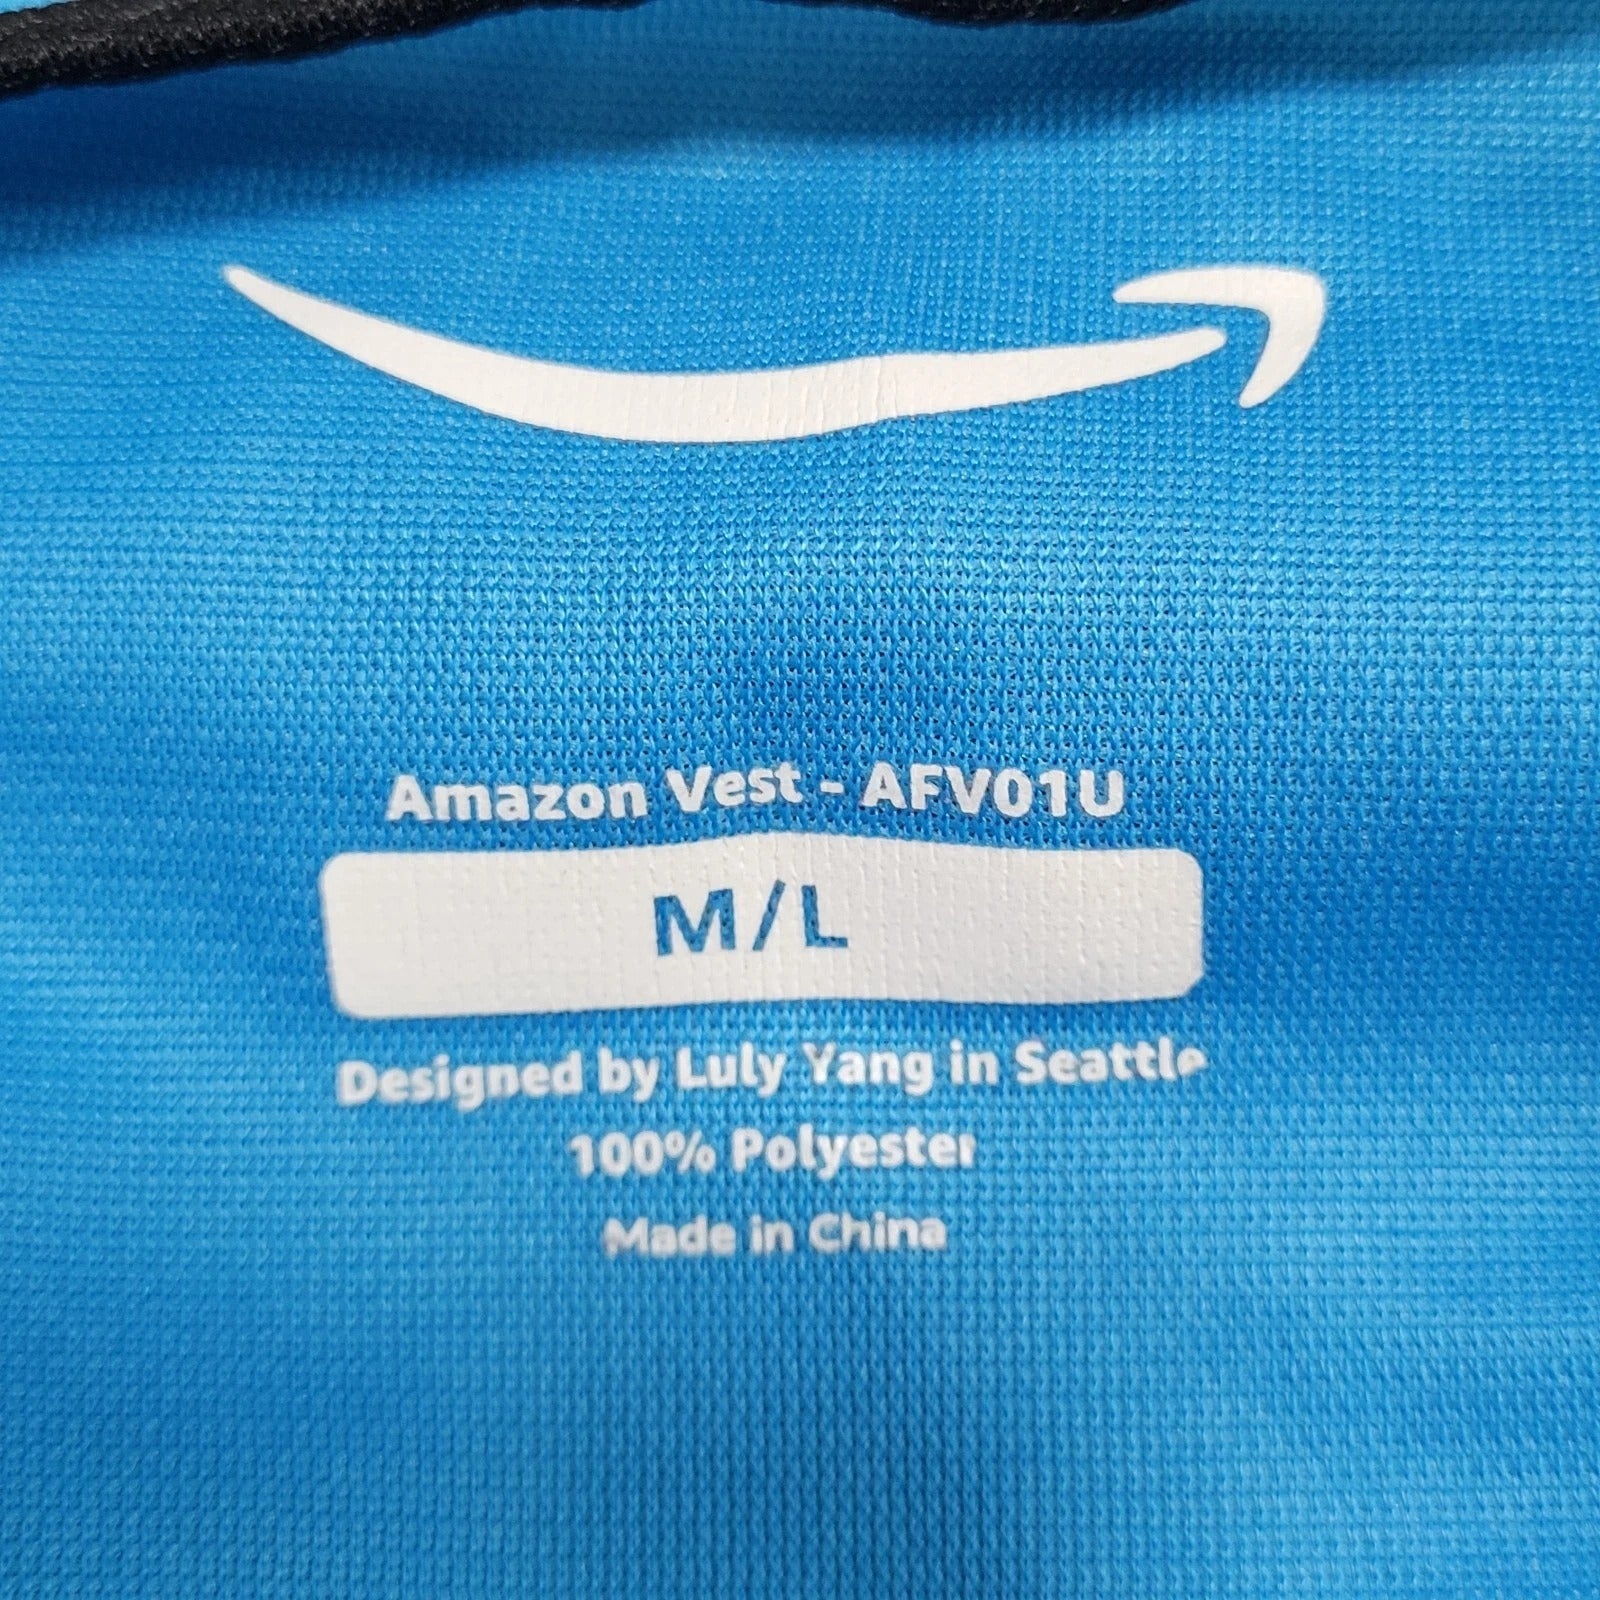 Amazon Vest - AFV01U
M/L
Designed by Luly Yang in Seattle
100% Polyester
Made in China